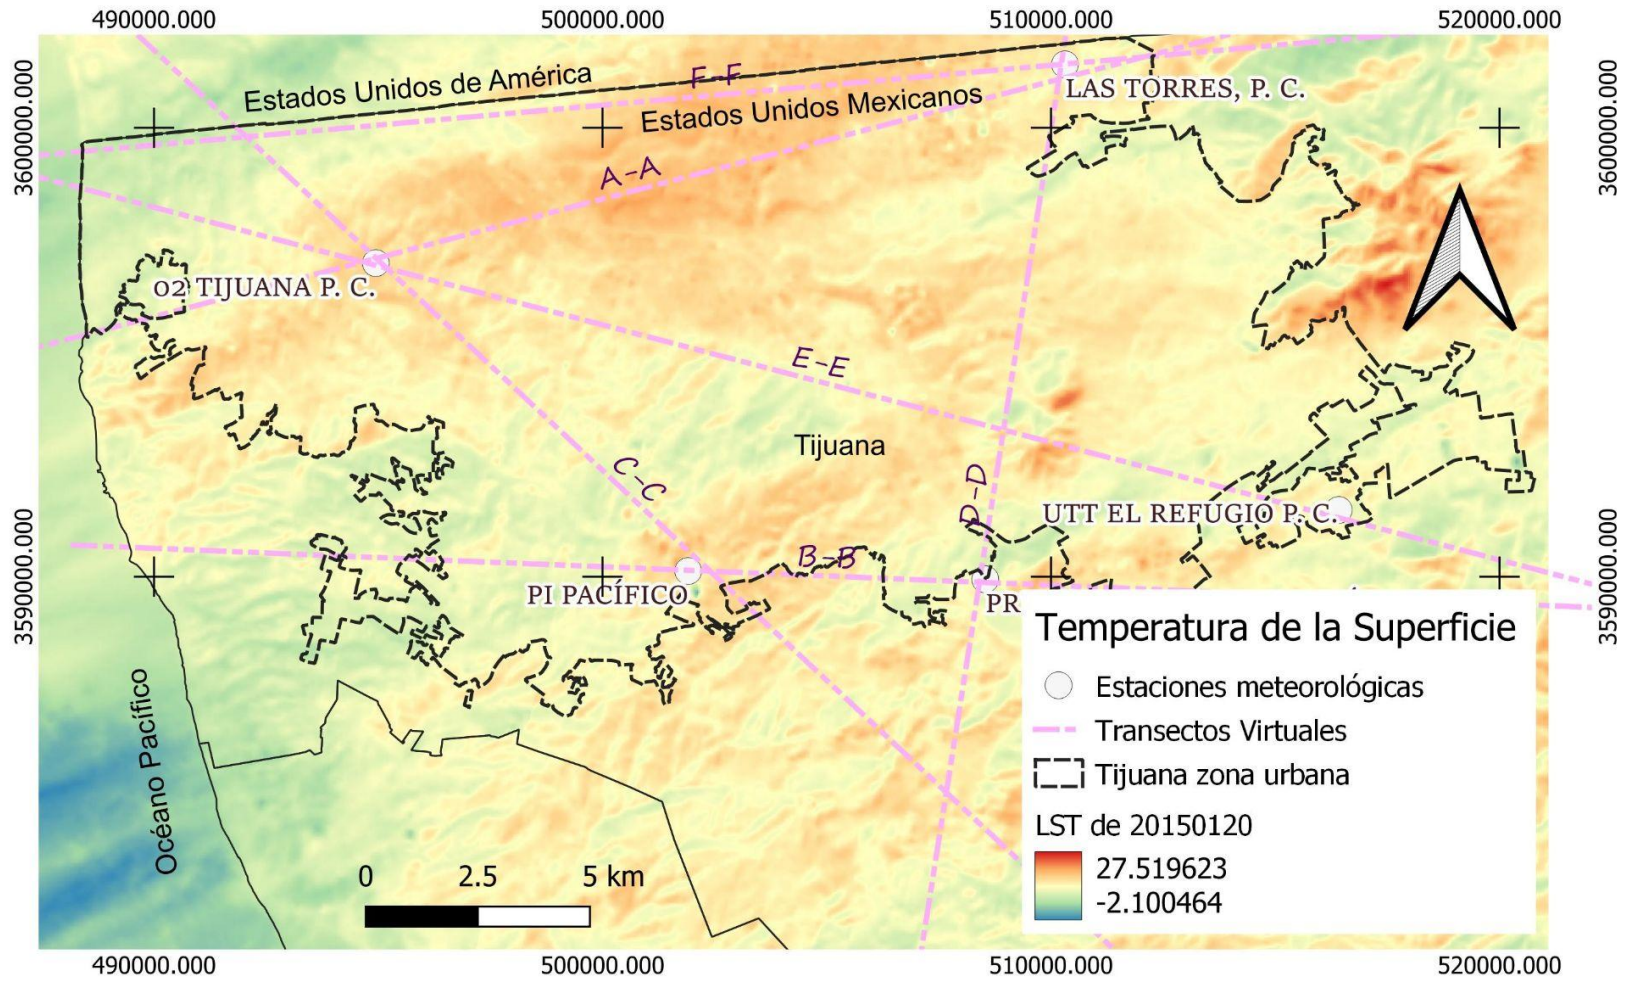 490000.000
500000.000
510000.000
520000.000
3600000.000
3600000.000
Estados Unidos de América
F-F
LAS TORRES, P. C.
Estados Unidos Mexicanos
A-A
02 TIJUANA P. C.
E-E
Tijuana
C-C
D-D
UTT EL REFUGIO P. C.
3590000.000
3590000.000
B-B
PI PACÍFICO
PR
Temperatura de la Superficie
Estaciones meteorológicas
Transectos Virtuales
Tijuana zona urbana
LST de 20150120
27.519623
-2.100464
Océano Pacífico
0 2.5 5 km
490000.000
500000.000
510000.000
520000.000